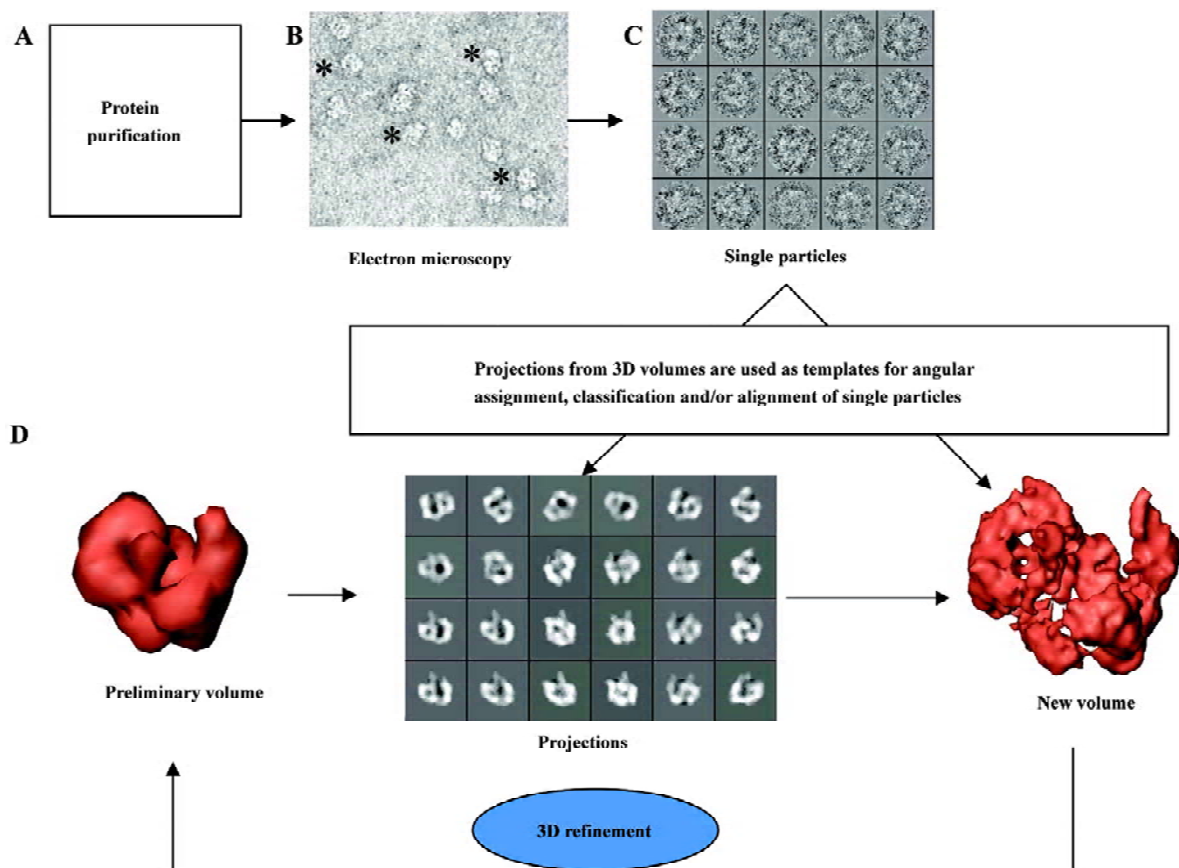 A
B
C
Protein
purification
*
*
*
*
Electron microscopy
Single particles
Projections from 3D volumes are used as templates for angular
assignment, classification and/or alignment of single particles
D
Preliminary volume
Projections
New volume
3D refinement